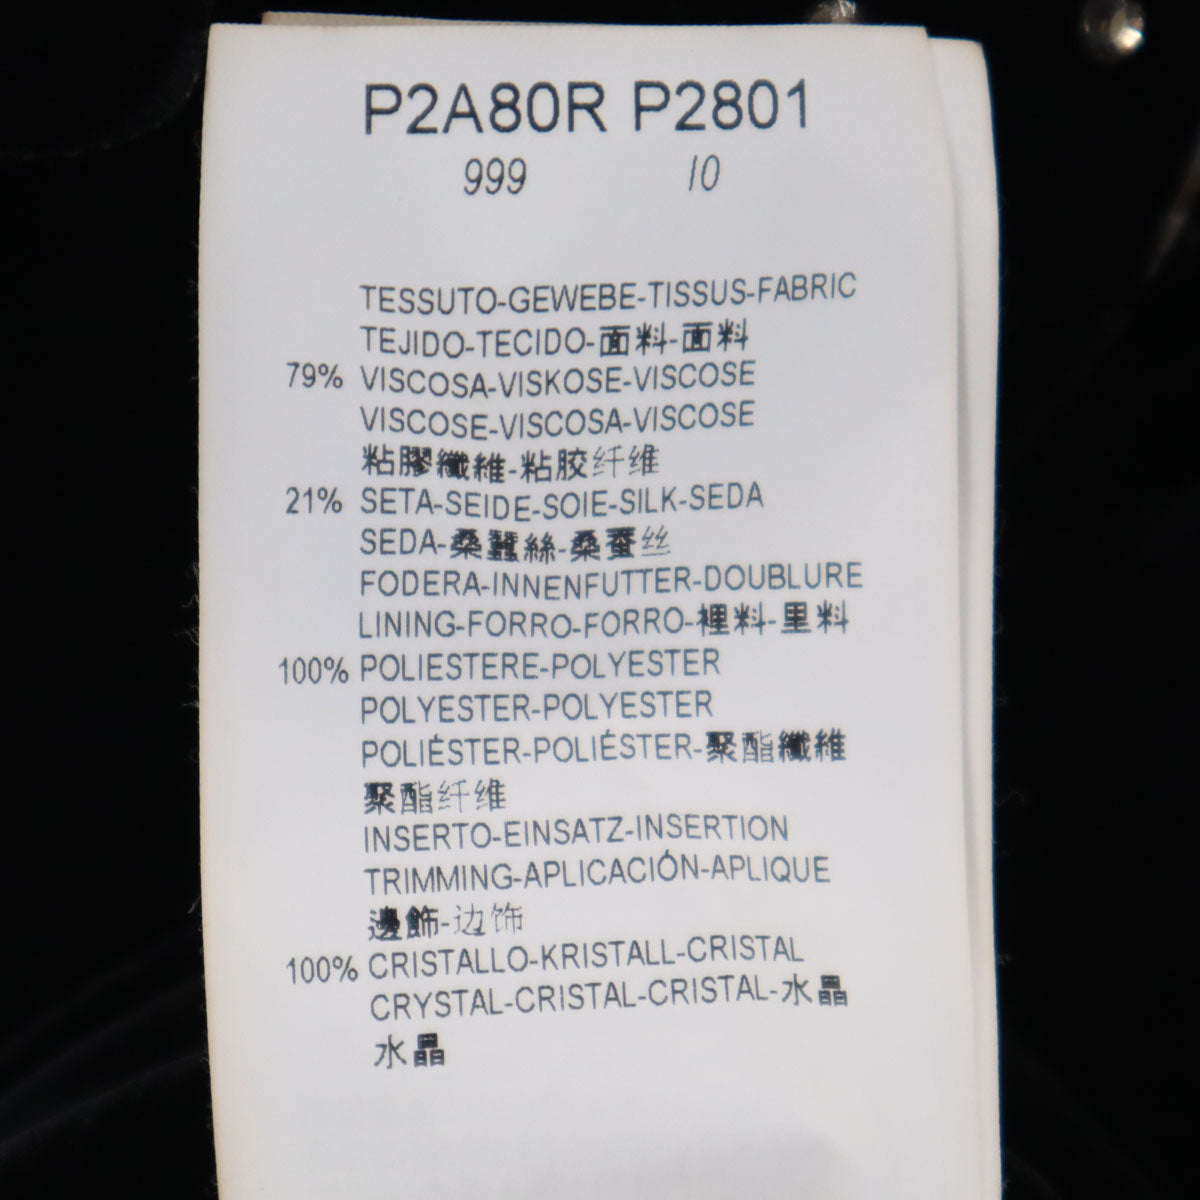 P2A80R P2801
999 10
TESSUTO-GEWEBE-TISSUS-FABRIC
TEJIDO-TECIDO-面料-面料
79% VISCOSA-VISKOSE-VISCOSE
VISCOSE-VISCOSA-VISCOSE
粘膠纖維-粘胶纤维
21% SETA-SEIDE-SOIE-SILK-SEDA
SEDA-桑蠶絲-桑蚕丝
FODERA-INNENFUTTER-DOUBLURE
LINING-FORRO-FORRO-裡料-里料
100% POLIESTERE-POLYESTER
POLYESTER-POLYESTER
POLIÉSTER-POLIÉSTER-聚酯纖維
聚酯纤维
INSERTO-EINSATZ-INSERTION
TRIMMING-APLICACIÓN-APLIQUE
邊飾-边饰
100% CRISTALLO-KRISTALL-CRISTAL
CRYSTAL-CRISTAL-CRISTAL-水晶
水晶